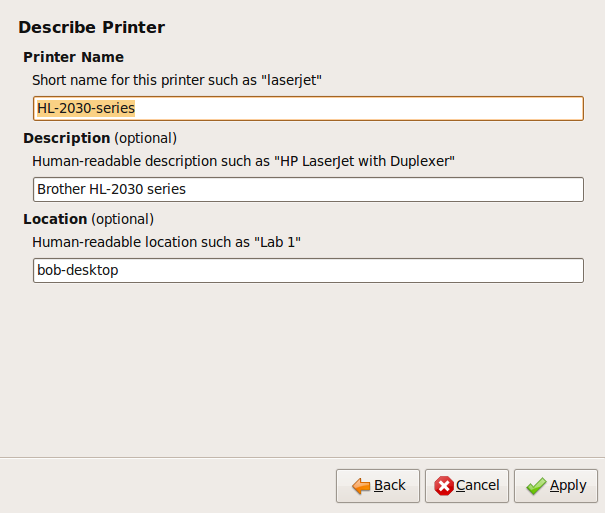 Describe Printer
Printer Name
Short name for this printer such as "laserjet"
HL-2030-series
Description (optional)
Human-readable description such as "HP LaserJet with Duplexer"
Brother HL-2030 series
Location (optional)
Human-readable location such as "Lab 1"
bob-desktop
Back Cancel Apply